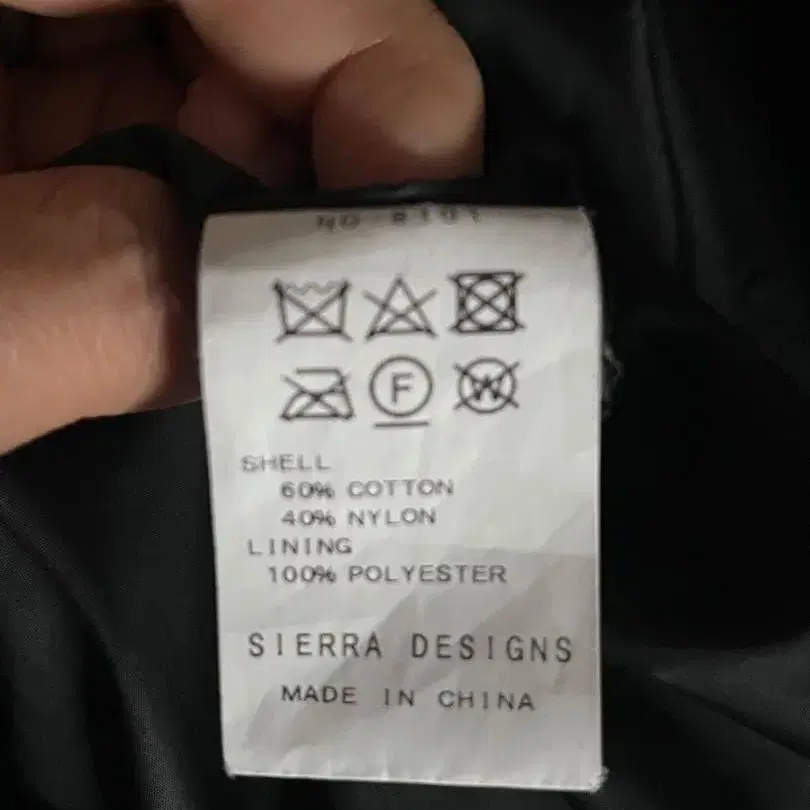 F W
SHELL
60% COTTON
40% NYLON
LINING
100% POLYESTER
SIERRA DESIGNS
MADE IN CHINA